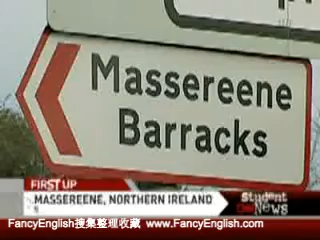 Massereene
Barracks
FIRST UP
MASSEREENE, NORTHERN IRELAND
Student
News
FancyEnglish搜集整理收藏 www.FancyEnglish.com